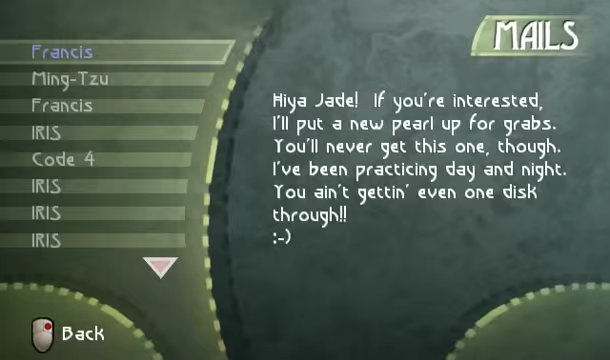 MAILS
Francis
Ming-Tzu
Francis
IRIS
Code 4
IRIS
IRIS
IRIS
Hiya Jade! If you're interested,
I'll put a new pearl up for grabs.
You'll never get this one, though.
I've been practicing day and night.
You ain't gettin' even one disk
through!!
:-)
Back